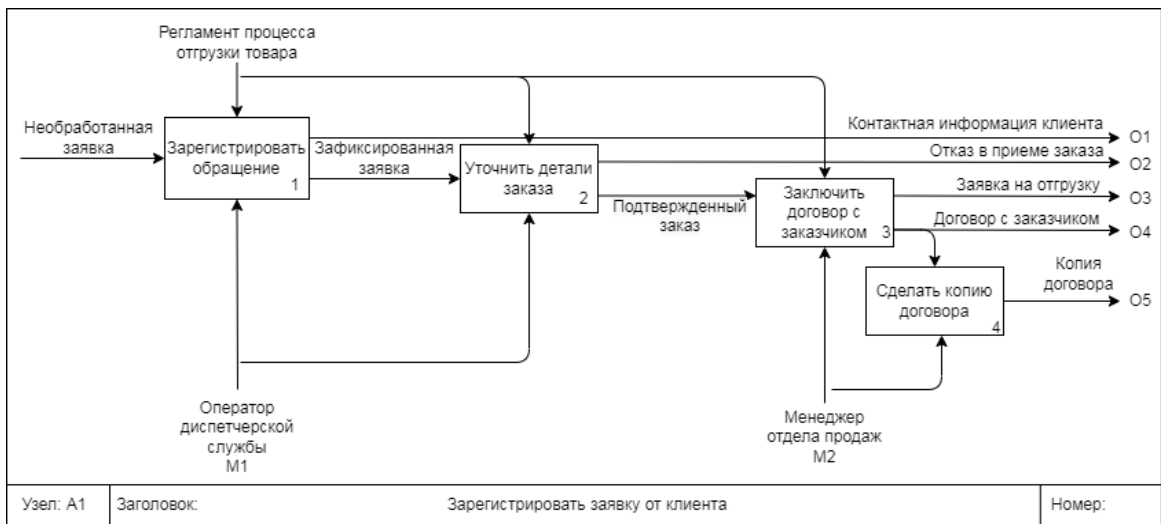 Регламент процесса
отгрузки товара
Необработанная
заявка
Зарегистрировать
обращение
1
Зафиксированная
заявка
Уточнить детали
заказа
2
Контактная информация клиента
O1
Отказ в приеме заказа
O2
Подтвержденный
заказ
Заключить
договор с
заказчиком
3
Заявка на отгрузку
O3
Договор с заказчиком
O4
Сделать копию
договора
4
Копия
договора
O5
Оператор
диспетчерской
службы
M1
Менеджер
отдела продаж
M2
Узел: A1
Заголовок:
Зарегистрировать заявку от клиента
Номер: